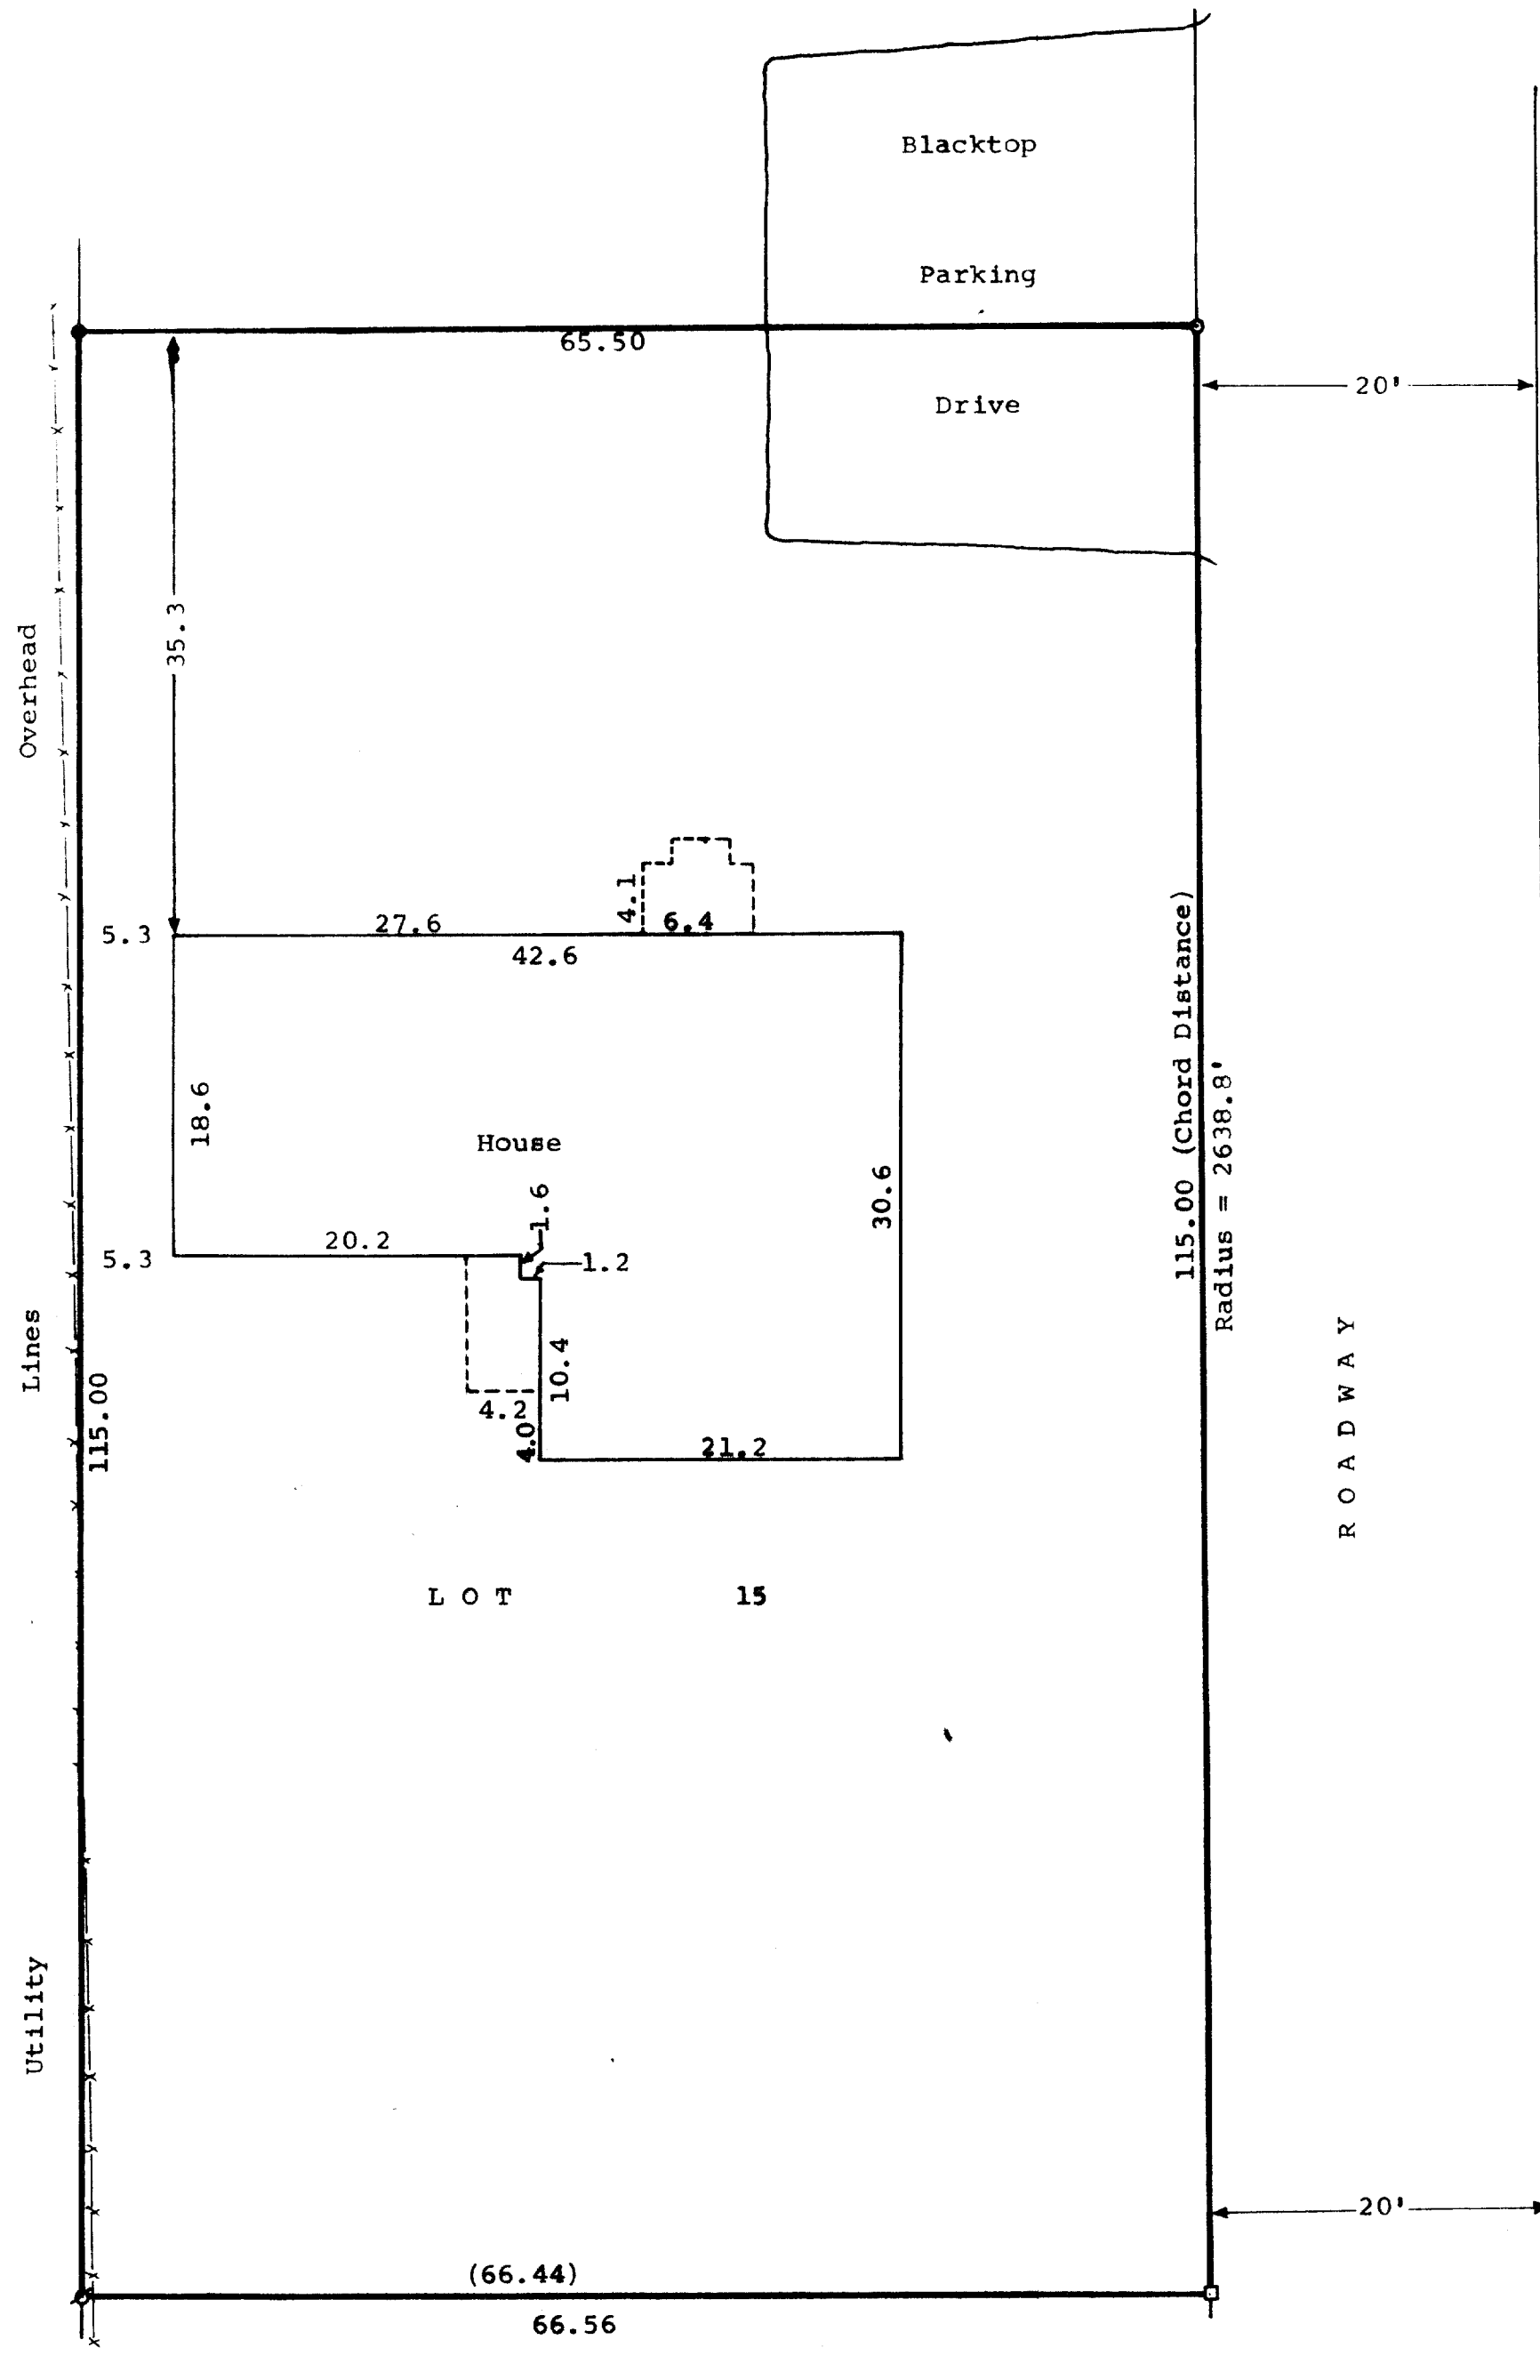 Blacktop
Parking
65.50
Drive
20'
35.3
Overhead
4.1
27.6
6.4
5.3
42.6
115.00 (Chord Distance)
Radius = 2638.8'
18.6
House
30.6
1.6
20.2
5.3
1.2
Lines
10.4
115.00
4.2
4.0
21.2
ROADWAY
LOT 15
Utility
20'
(66.44)
66.56